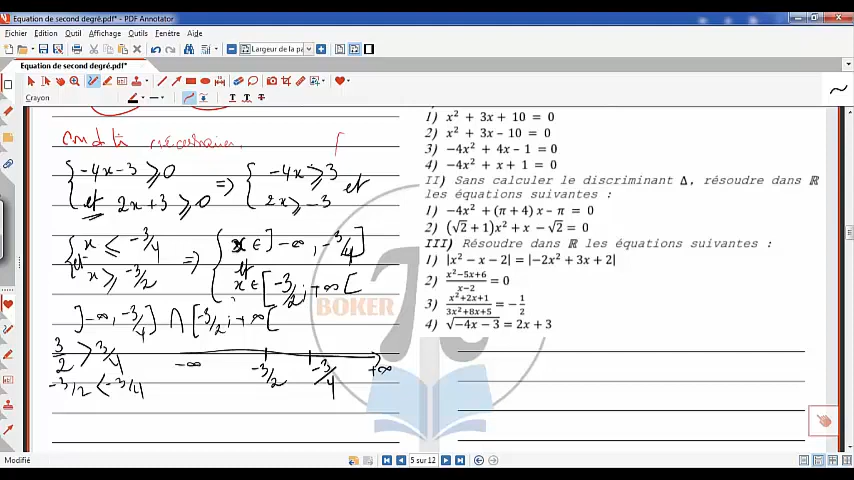 Equation de second degré.pdf* - PDF Annotator
Fichier Edition Outil Affichage Document Fenêtre Aide
Largeur de la pa
Equation de second degré.pdf*
Crayon
condit nécessaire
{-4x-3 ⩾ 0 et 2x+3 ⩾ 0 => {-4x ⩾ 3 et 2x ⩾ -3
{x ≤ -3/4 et x ⩾ -3/2 => {x ∈ ]-∞, -3/4] et x ∈ [-3/2; +∞[
]-∞, -3/4] ∩ [-3/2; +∞[
3/2 > 3/4
-3/2 < -3/4
-∞ -3/2 -3/4 +∞
BOKER
1) x² + 3x + 10 = 0
2) x² + 3x - 10 = 0
3) -4x² + 4x - 1 = 0
4) -4x² + x + 1 = 0
II) Sans calculer le discriminant Δ, résoudre dans ℝ
les équations suivantes :
1) -4x² + (π + 4) x - π = 0
2) (√2 + 1)x² + x - √2 = 0
III) Résoudre dans ℝ les équations suivantes :
1) |x² - x - 2| = |-2x² + 3x + 2|
2) (x²-5x+6)/(x-2) = 0
3) (x²+2x+1)/(3x²+8x+5) = -1/2
4) √(-4x - 3) = 2x + 3
Modifié
5 sur 12